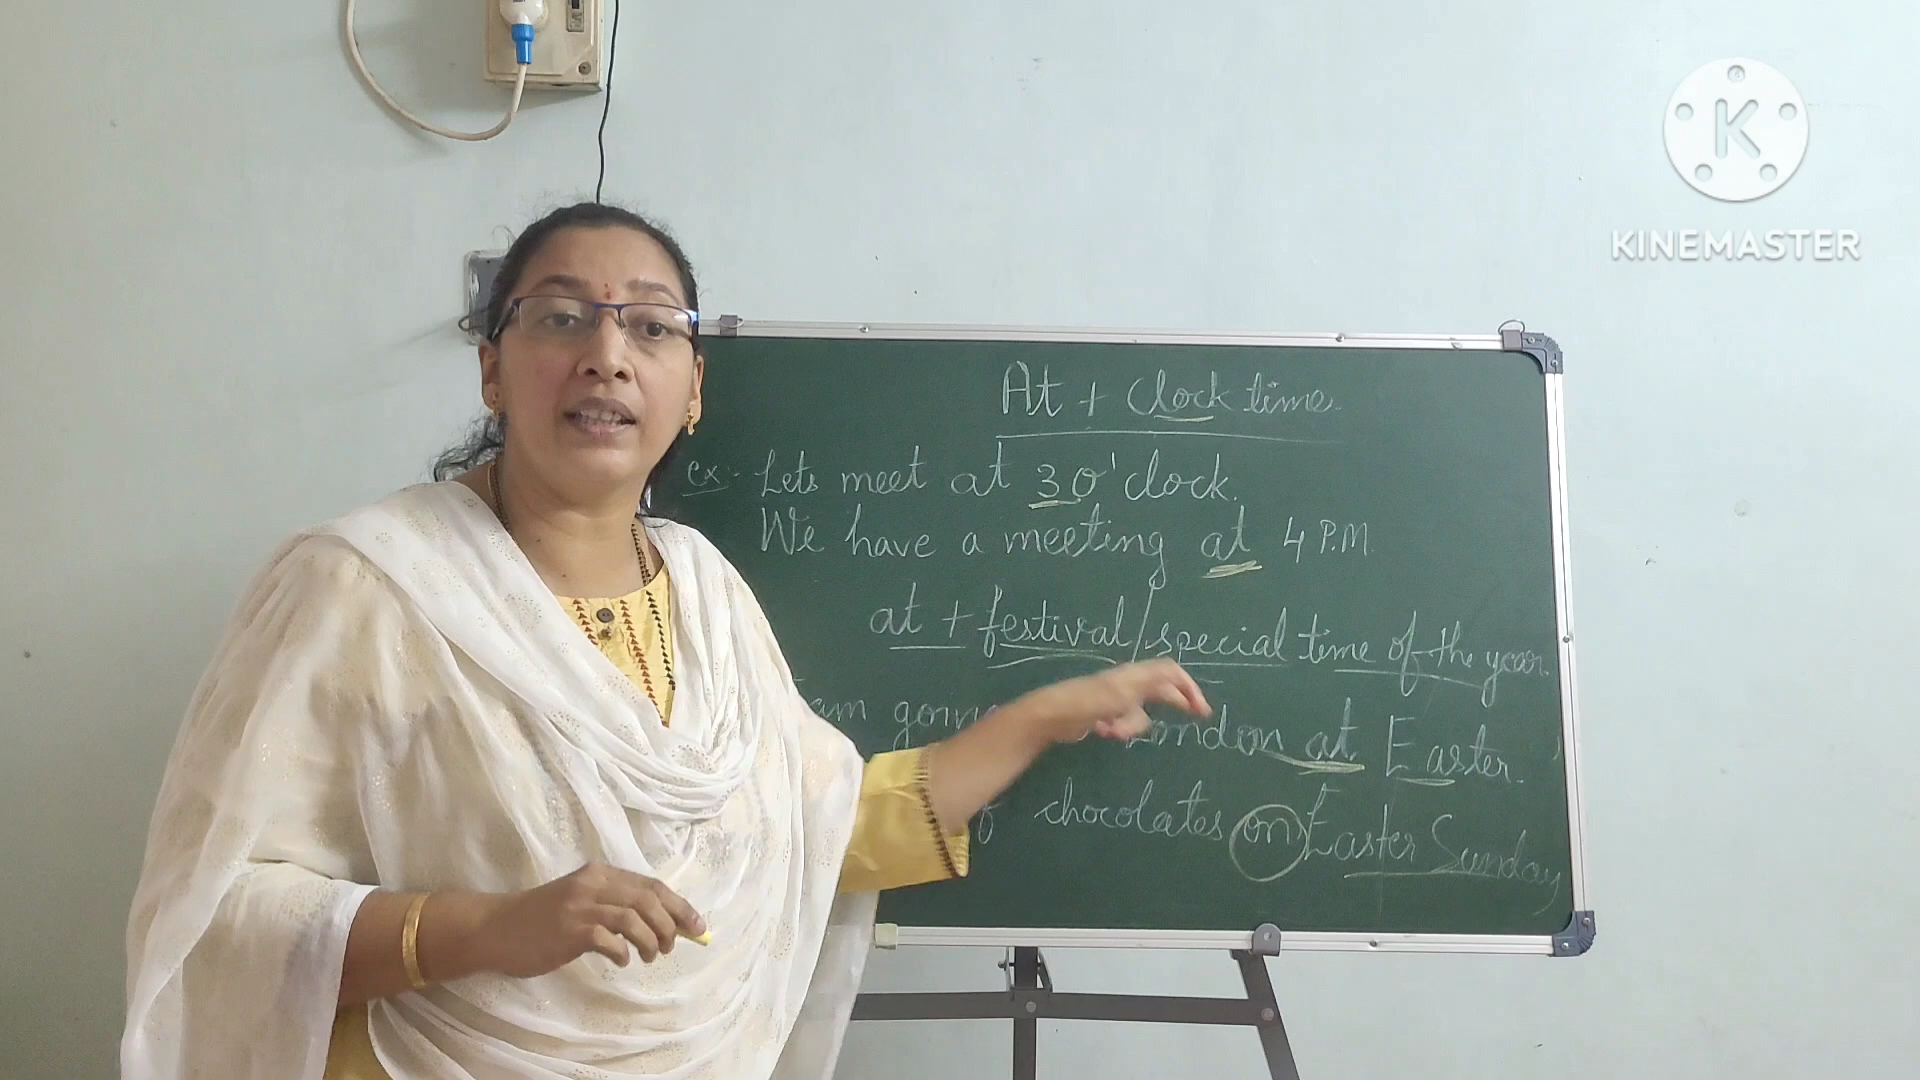 K
KINEMASTER
At + Clock time.
ex:- Lets meet at 3 o'clock.
We have a meeting at 4 P.M.
at + festival/special time of the year.
am going London at Easter.
of chocolates on Easter Sunday